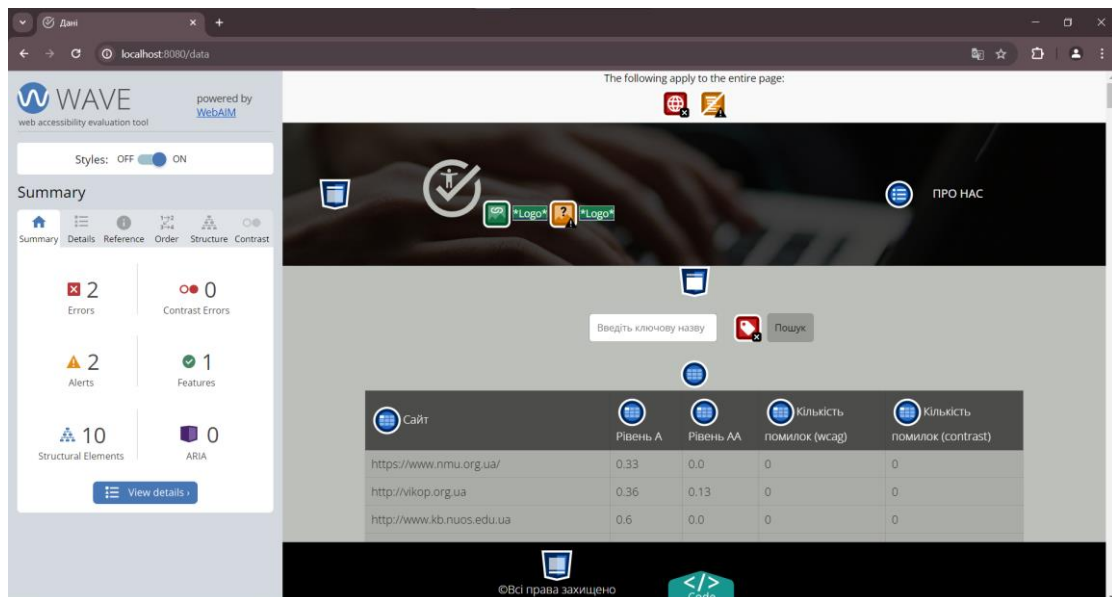 Дані
localhost:8080/data
The following apply to the entire page:
WAVE
web accessibility evaluation tool
powered by
WebAIM
Styles: OFF ON
Summary
Summary Details Reference Order Structure Contrast
2 0
Errors Contrast Errors
2 1
Alerts Features
10 0
Structural Elements ARIA
View details ›
*Logo* *Logo*
ПРО НАС
Введіть ключову назву Пошук
Сайт Рівень А Рівень АА Кількість помилок (wcag) Кількість помилок (contrast)
https://www.nmu.org.ua/ 0.33 0.0 0 0
http://vikop.org.ua 0.36 0.13 0 0
http://www.kb.nuos.edu.ua 0.6 0.0 0 0
©Всі права захищено
</>
Code